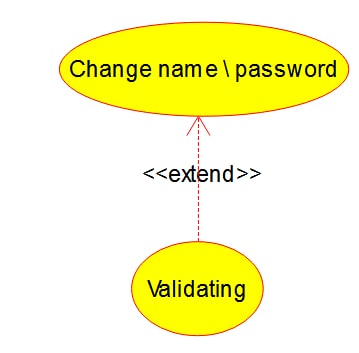 Change name \ password
<<extend>>
Validating